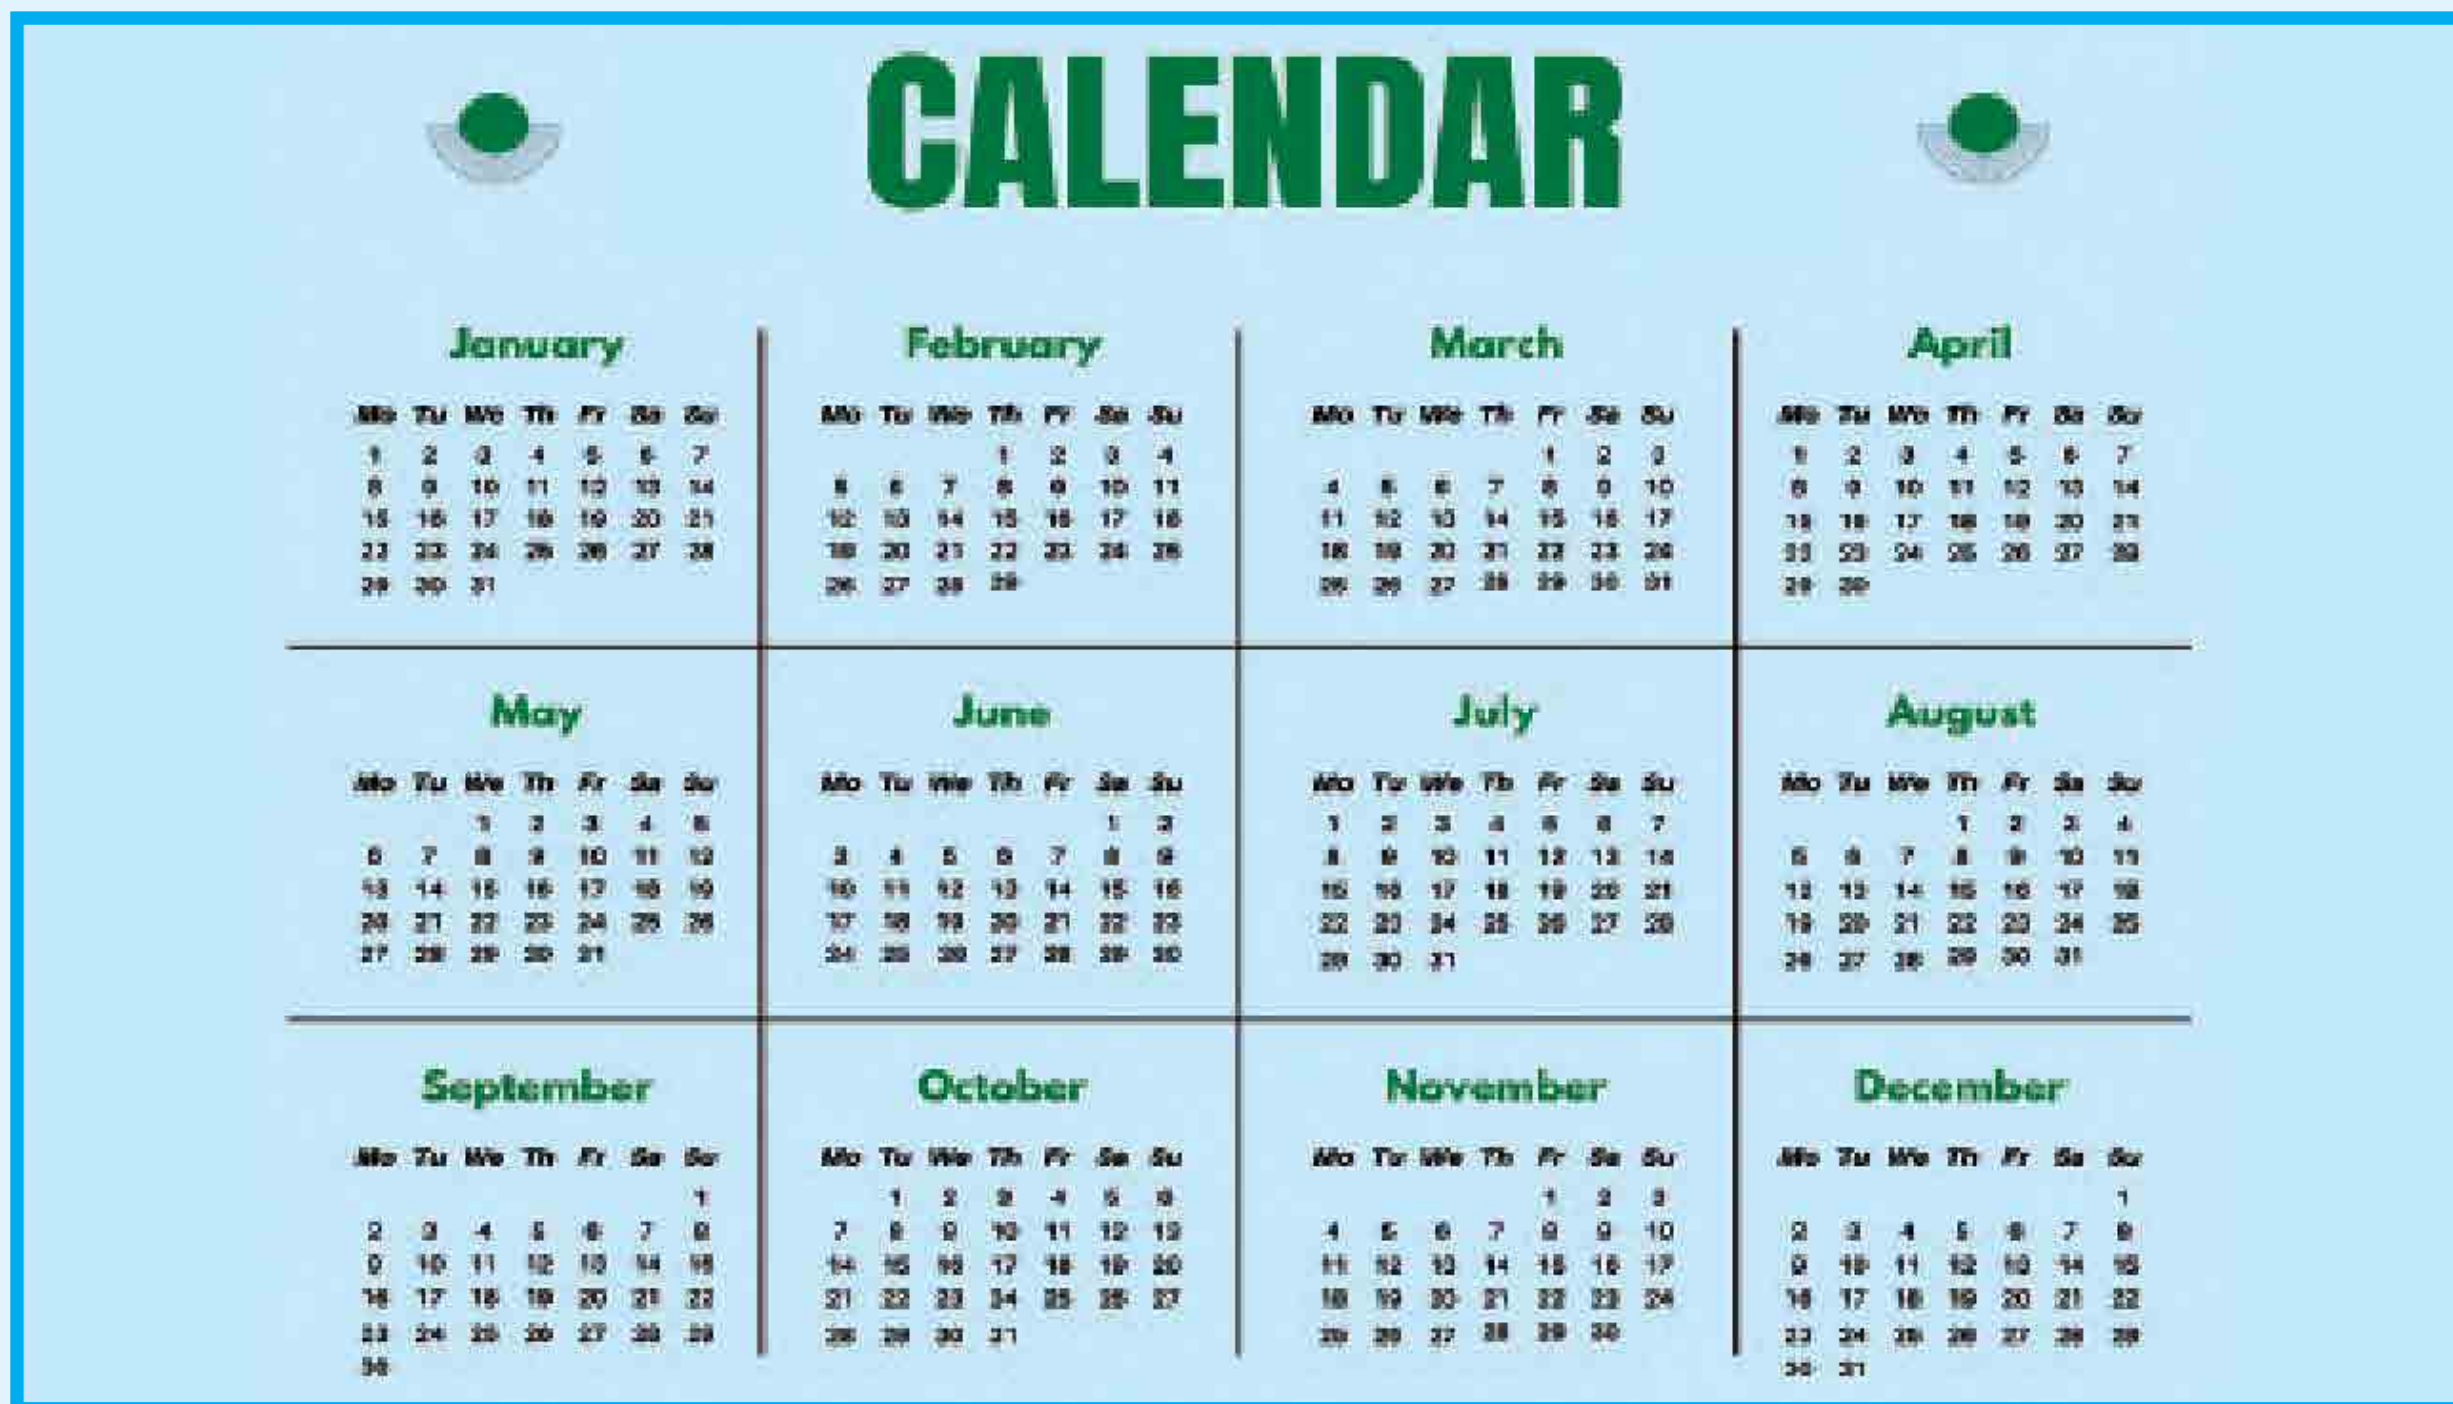 CALENDAR
January February March April
Mo Tu We Th Fr Sa Su Mo Tu We Th Fr Sa Su Mo Tu We Th Fr Sa Su Mo Tu We Th Fr Sa Su
1 2 3 4 5 6 7 1 2 3 4 1 2 3 1 2 3 4 5 6 7
8 9 10 11 12 13 14 5 6 7 8 9 10 11 4 5 6 7 8 9 10 8 9 10 11 12 13 14
15 16 17 18 19 20 21 12 13 14 15 16 17 18 11 12 13 14 15 16 17 15 16 17 18 19 20 21
22 23 24 25 26 27 28 19 20 21 22 23 24 25 18 19 20 21 22 23 24 22 23 24 25 26 27 28
29 30 31 26 27 28 29 25 26 27 28 29 30 31 29 30
May June July August
Mo Tu We Th Fr Sa Su Mo Tu We Th Fr Sa Su Mo Tu We Th Fr Sa Su Mo Tu We Th Fr Sa Su
1 2 3 4 5 1 2 1 2 3 4 5 6 7 1 2 3 4
6 7 8 9 10 11 12 3 4 5 6 7 8 9 8 9 10 11 12 13 14 5 6 7 8 9 10 11
13 14 15 16 17 18 19 10 11 12 13 14 15 16 15 16 17 18 19 20 21 12 13 14 15 16 17 18
20 21 22 23 24 25 26 17 18 19 20 21 22 23 22 23 24 25 26 27 28 19 20 21 22 23 24 25
27 28 29 30 31 24 25 26 27 28 29 30 29 30 31 26 27 28 29 30 31
September October November December
Mo Tu We Th Fr Sa Su Mo Tu We Th Fr Sa Su Mo Tu We Th Fr Sa Su Mo Tu We Th Fr Sa Su
1 1 2 3 4 5 6 1 2 3 1
2 3 4 5 6 7 8 7 8 9 10 11 12 13 4 5 6 7 8 9 10 2 3 4 5 6 7 8
9 10 11 12 13 14 15 14 15 16 17 18 19 20 11 12 13 14 15 16 17 9 10 11 12 13 14 15
16 17 18 19 20 21 22 21 22 23 24 25 26 27 18 19 20 21 22 23 24 16 17 18 19 20 21 22
23 24 25 26 27 28 29 28 29 30 31 25 26 27 28 29 30 23 24 25 26 27 28 29
30 30 31